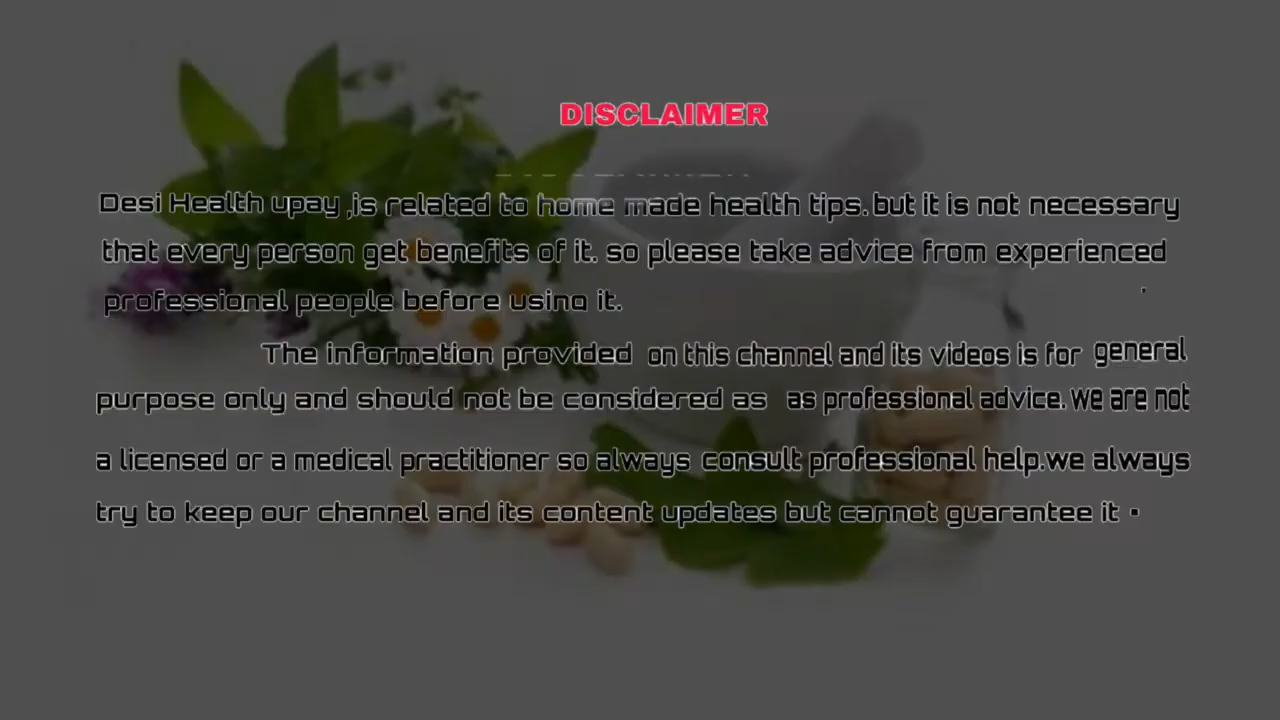 DISCLAIMER
Desi Health upay ,is related to home made health tips. but it is not necessary
that every person get benefits of it. so please take advice from experienced
professional people before using it.
The information provided on this channel and its videos is for general
purpose only and should not be considered as as professional advice. we are not
a licensed or a medical practitioner so always consult professional help.we always
try to keep our channel and its content updates but cannot guarantee it .